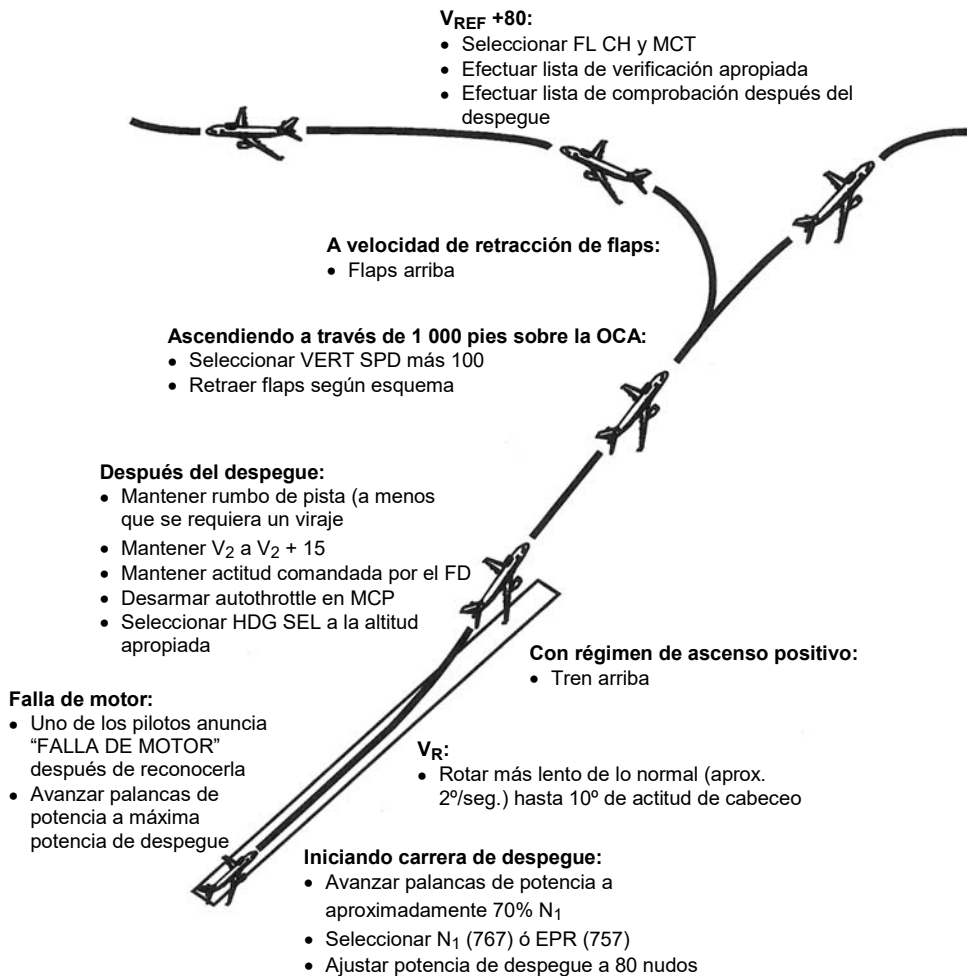 VREF +80:
• Seleccionar FL CH y MCT
• Efectuar lista de verificación apropiada
• Efectuar lista de comprobación después del
despegue
A velocidad de retracción de flaps:
• Flaps arriba
Ascendiendo a través de 1 000 pies sobre la OCA:
• Seleccionar VERT SPD más 100
• Retraer flaps según esquema
Después del despegue:
• Mantener rumbo de pista (a menos
que se requiera un viraje
• Mantener V2 a V2 + 15
• Mantener actitud comandada por el FD
• Desarmar autothrottle en MCP
• Seleccionar HDG SEL a la altitud
apropiada
Con régimen de ascenso positivo:
• Tren arriba
Falla de motor:
• Uno de los pilotos anuncia
“FALLA DE MOTOR”
después de reconocerla
• Avanzar palancas de
potencia a máxima
potencia de despegue
VR:
• Rotar más lento de lo normal (aprox.
2º/seg.) hasta 10º de actitud de cabeceo
Iniciando carrera de despegue:
• Avanzar palancas de potencia a
aproximadamente 70% N1
• Seleccionar N1 (767) ó EPR (757)
• Ajustar potencia de despegue a 80 nudos